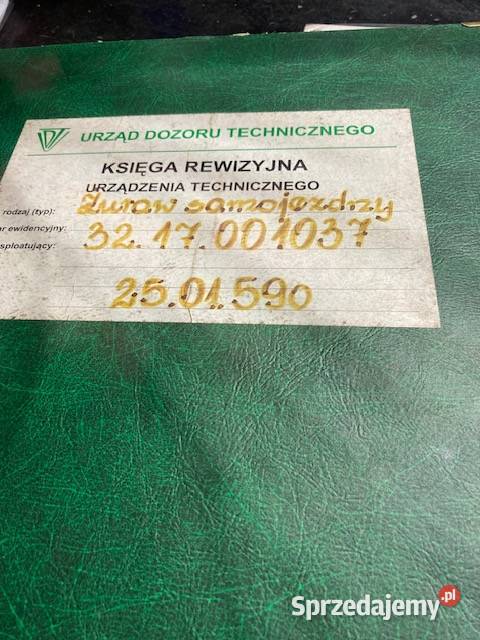 URZĄD DOZORU TECHNICZNEGO
KSIĘGA REWIZYJNA
URZĄDZENIA TECHNICZNEGO
rodzaj (typ): Żuraw samojezdny
ar ewidencyjny: 32.17.001037
sploatujący:
25.01.590
Sprzedajemy.pl